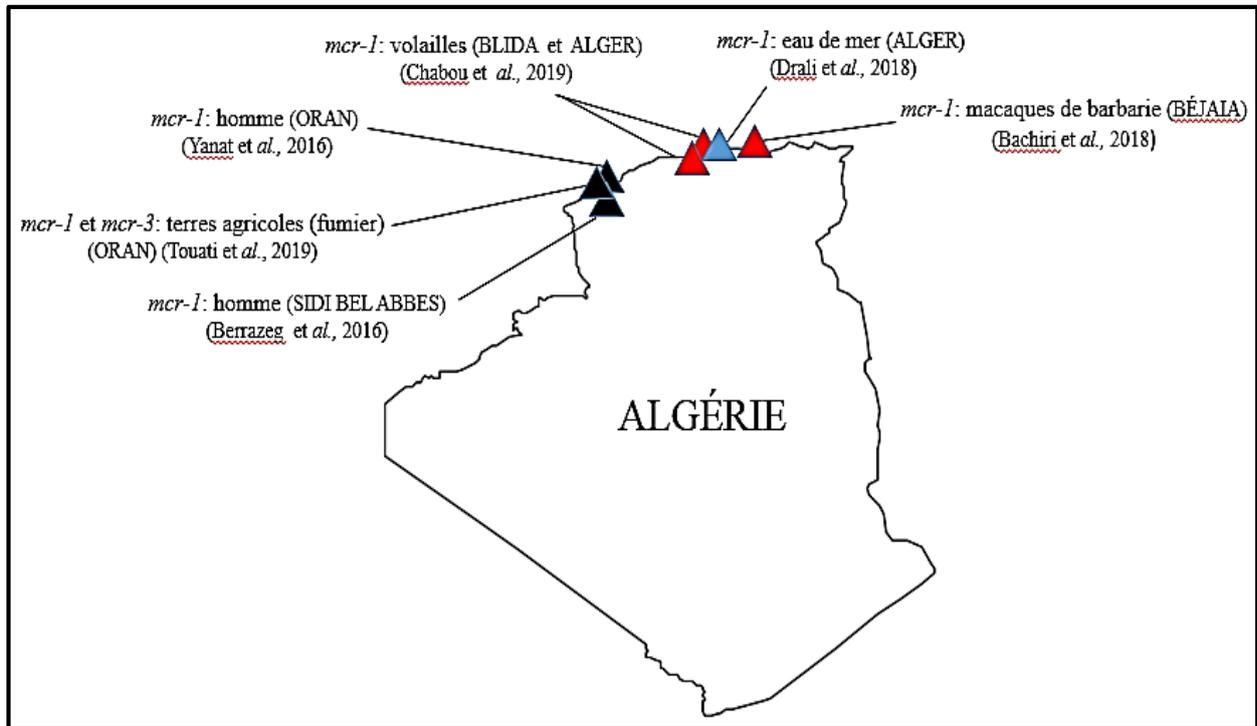 mcr-1: volailles (BLIDA et ALGER)
(Chabou et al., 2019)
mcr-1: eau de mer (ALGER)
(Drali et al., 2018)
mcr-1: macaques de barbarie (BÉJAIA)
(Bachiri et al., 2018)
mcr-1: homme (ORAN)
(Yanat et al., 2016)
mcr-1 et mcr-3: terres agricoles (fumier)
(ORAN) (Touati et al., 2019)
mcr-1: homme (SIDI BEL ABBES)
(Berrazeg et al., 2016)
ALGÉRIE